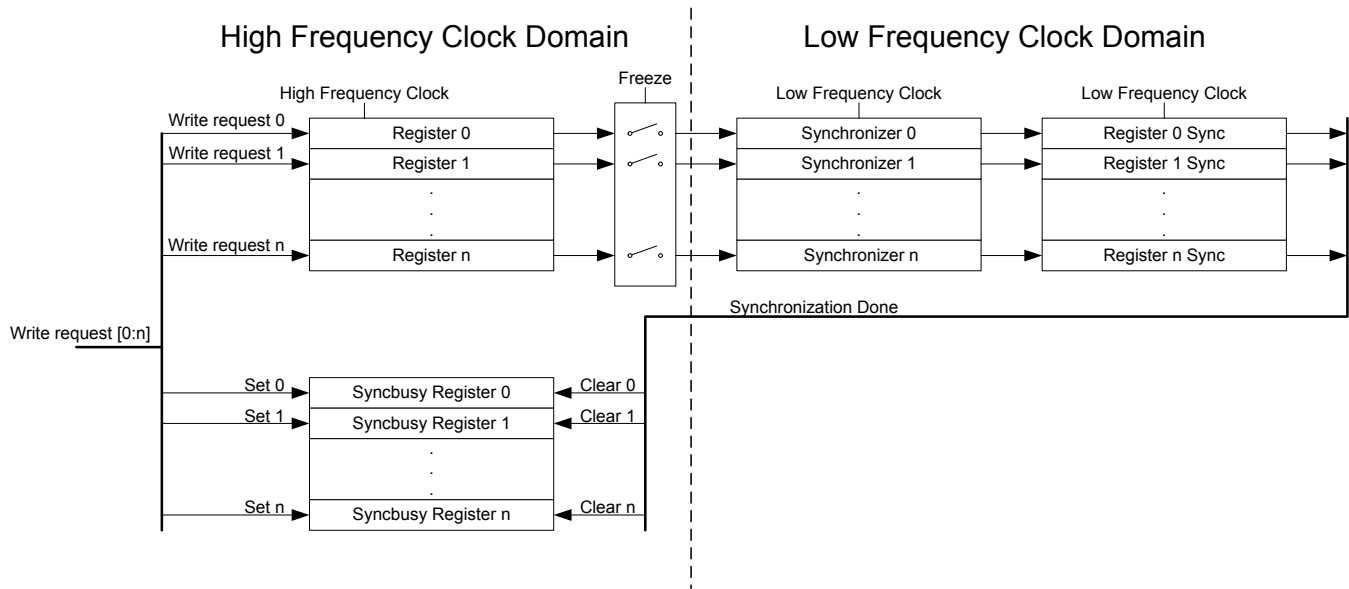 High Frequency Clock Domain
Low Frequency Clock Domain
Freeze
High Frequency Clock
Low Frequency Clock
Low Frequency Clock
Write request 0
Register 0
Synchronizer 0
Register 0 Sync
Write request 1
Register 1
Synchronizer 1
Register 1 Sync
.
.
.
.
.
.
.
.
.
Write request n
Register n
Synchronizer n
Register n Sync
Synchronization Done
Write request [0:n]
Set 0
Syncbusy Register 0
Clear 0
Set 1
Syncbusy Register 1
Clear 1
.
.
.
Set n
Syncbusy Register n
Clear n